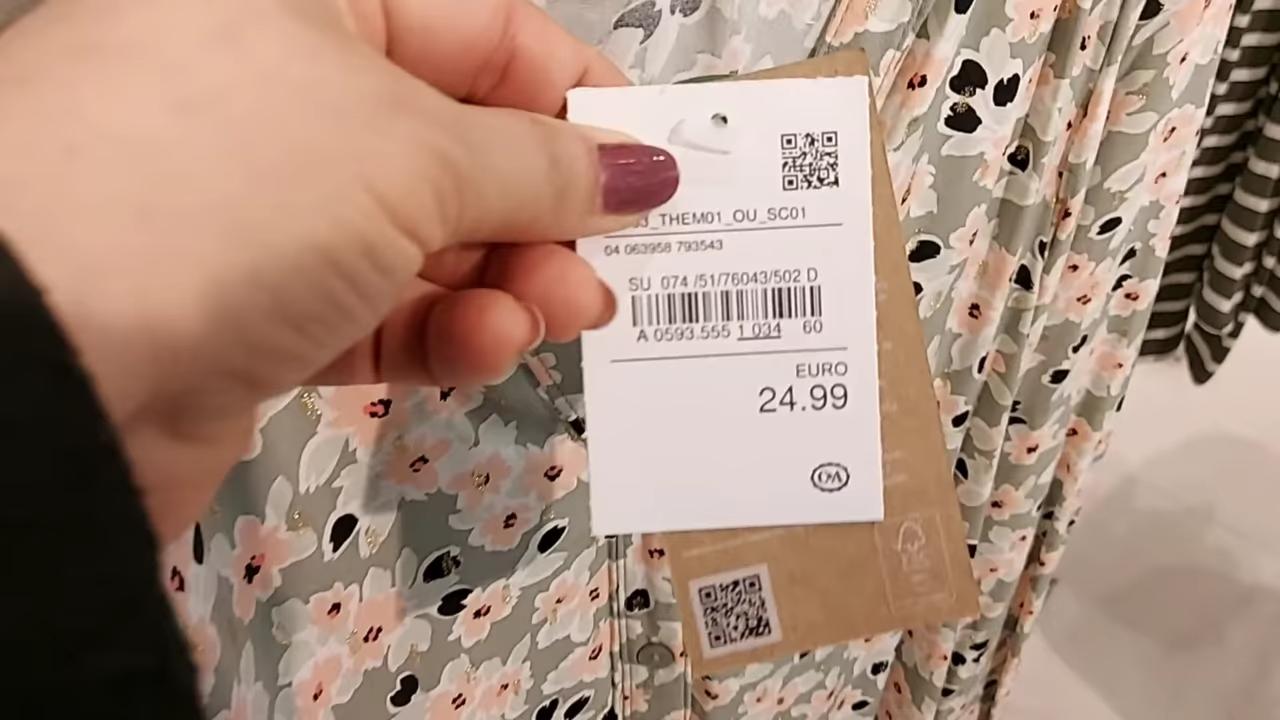 _THEM01_OU_SC01
04 063958 793543
SU 074 /51/76043/502 D
A 0593.555 1 034 60
EURO
24.99
C&A